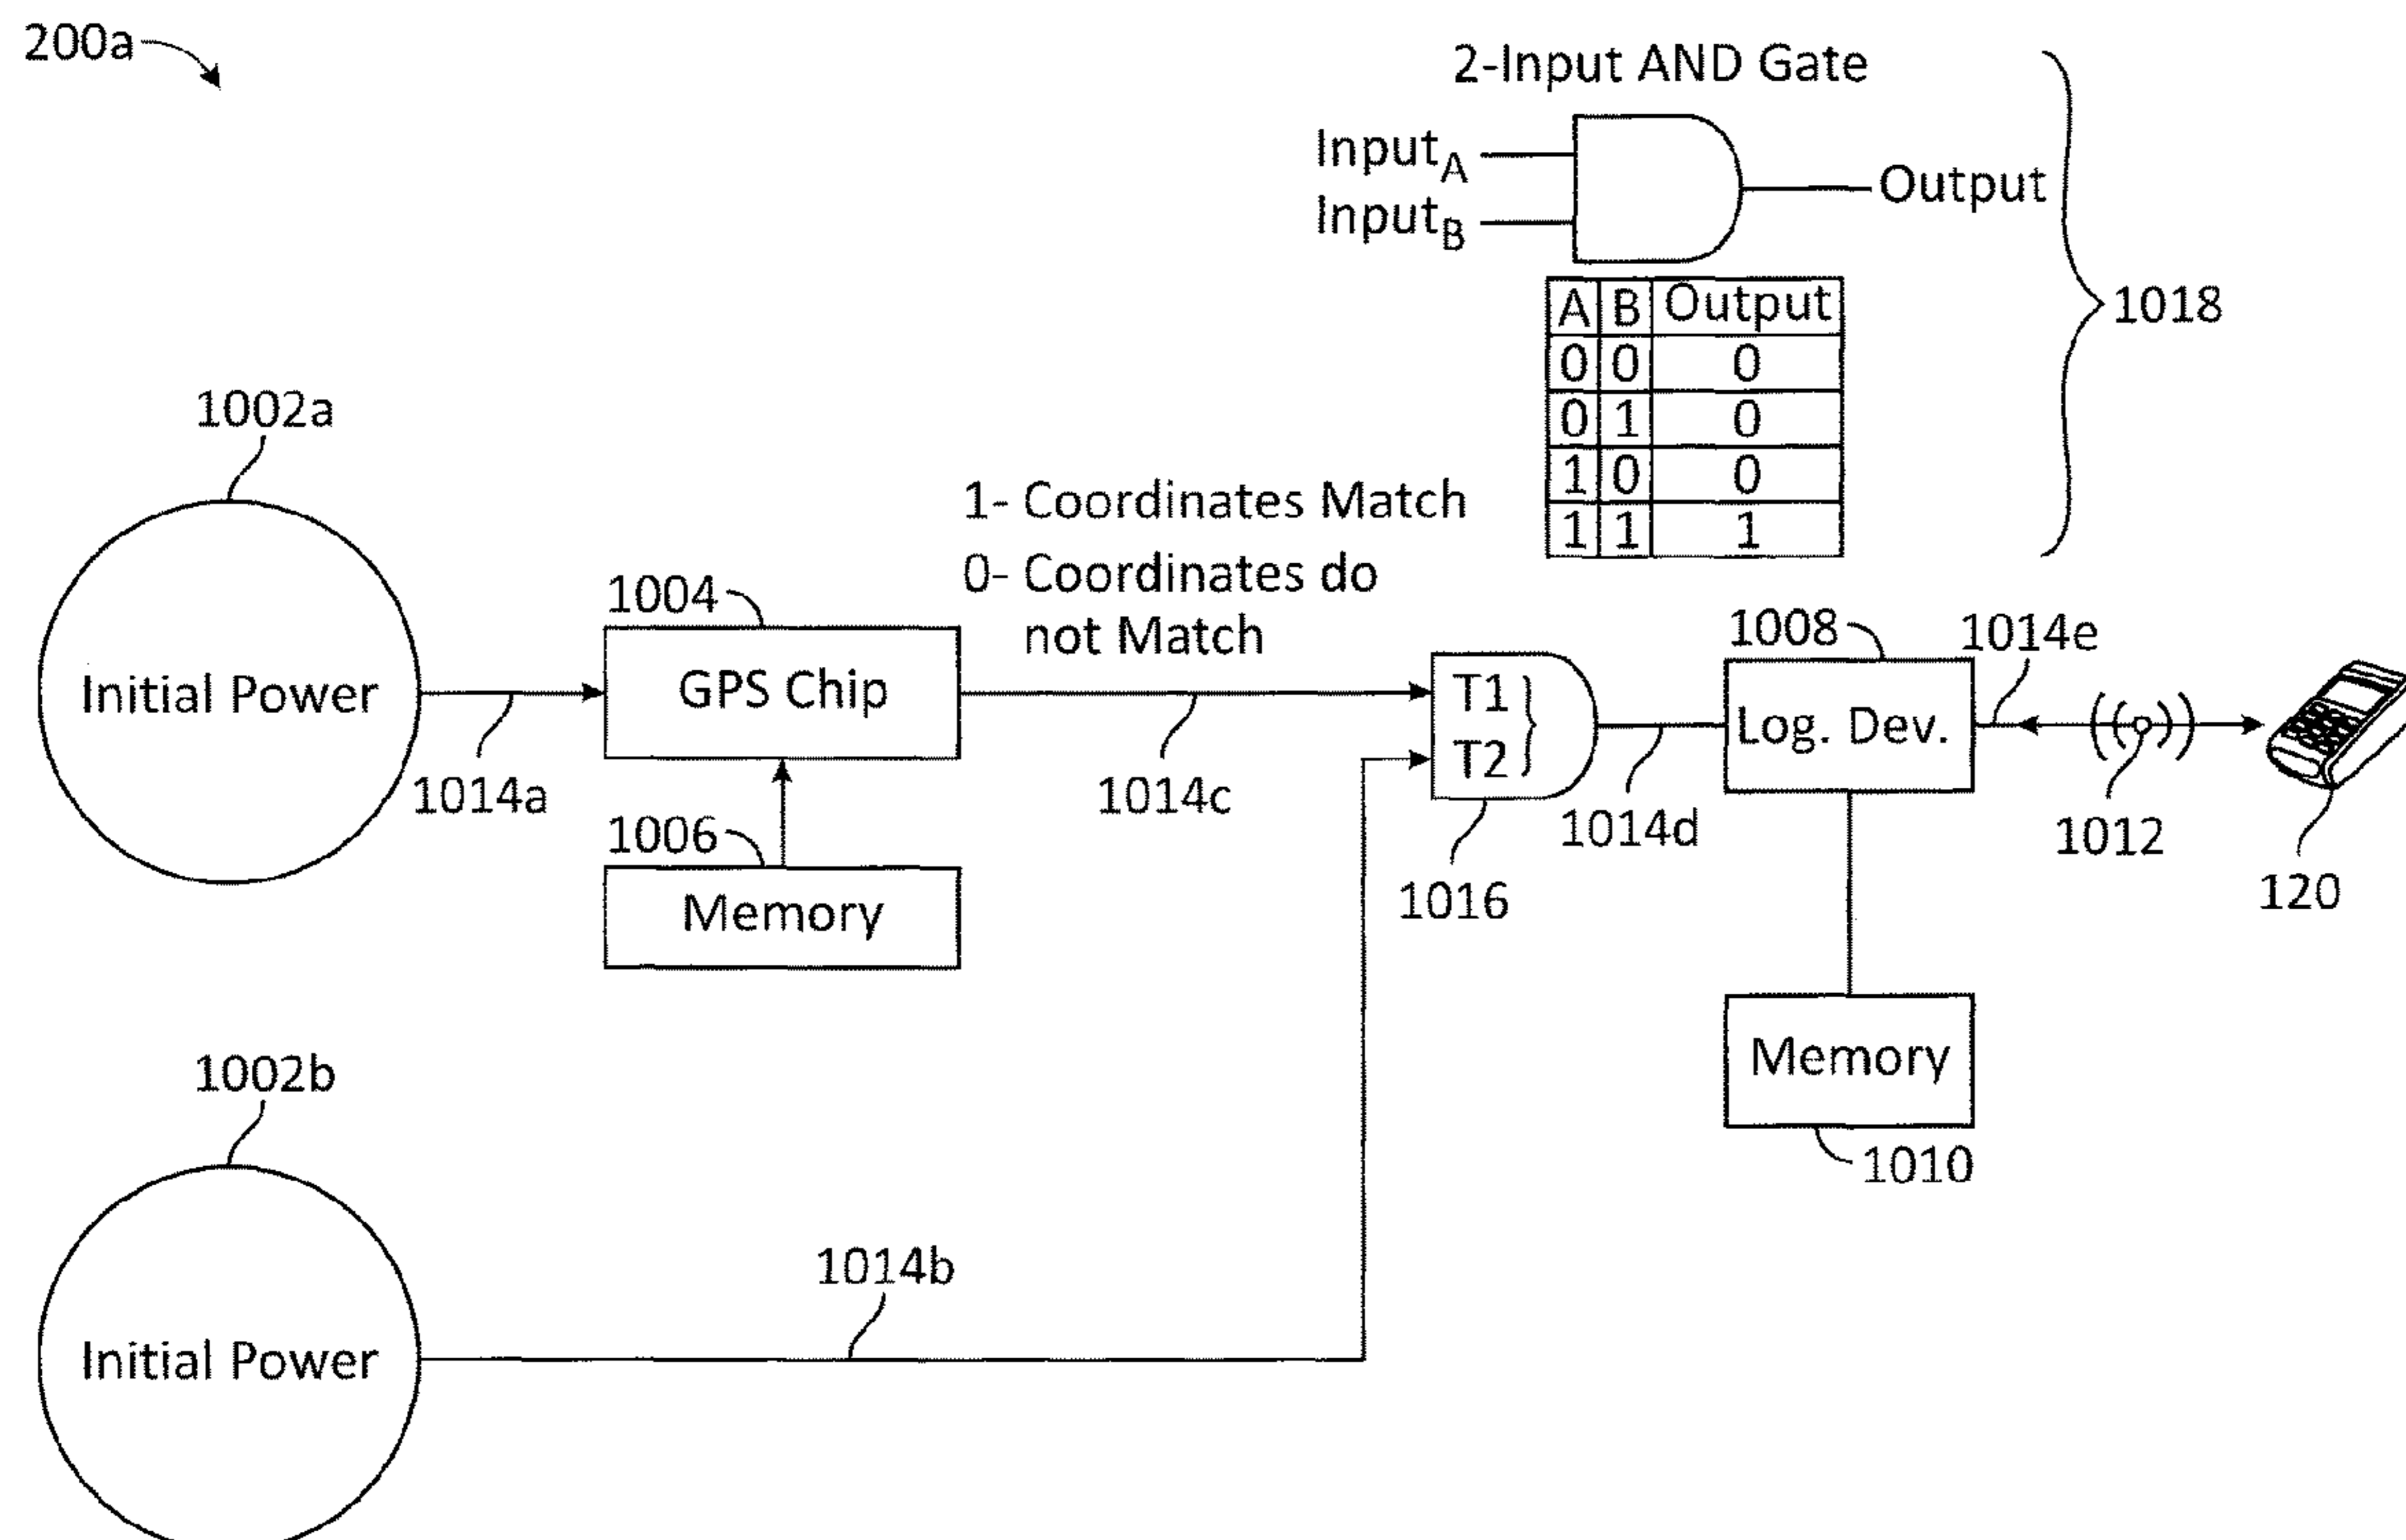 200a
2-Input AND Gate
InputA
InputB
Output
A B Output
0 0 0
0 1 0
1 0 0
1 1 1
1018
1002a
Initial Power
1014a
1004
GPS Chip
1006
Memory
1- Coordinates Match
0- Coordinates do
not Match
1014c
T1
T2
1016
1014d
1008
Log. Dev.
1014e
1012
120
Memory
1010
1002b
Initial Power
1014b